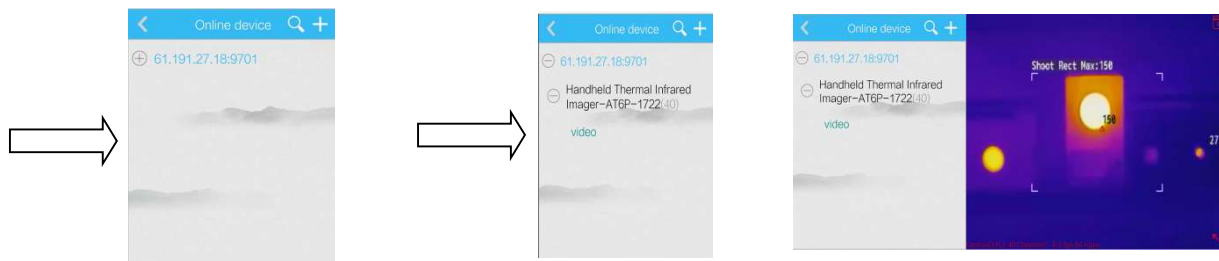 Online device
61.191.27.18:9701
Online device
61.191.27.18:9701
Handheld Thermal Infrared
Imager-AT6P-1722(40)
video
Online device
61.191.27.18:9701
Handheld Thermal Infrared
Imager-AT6P-1722(40)
video
Shoot Rect Max:150
150
27